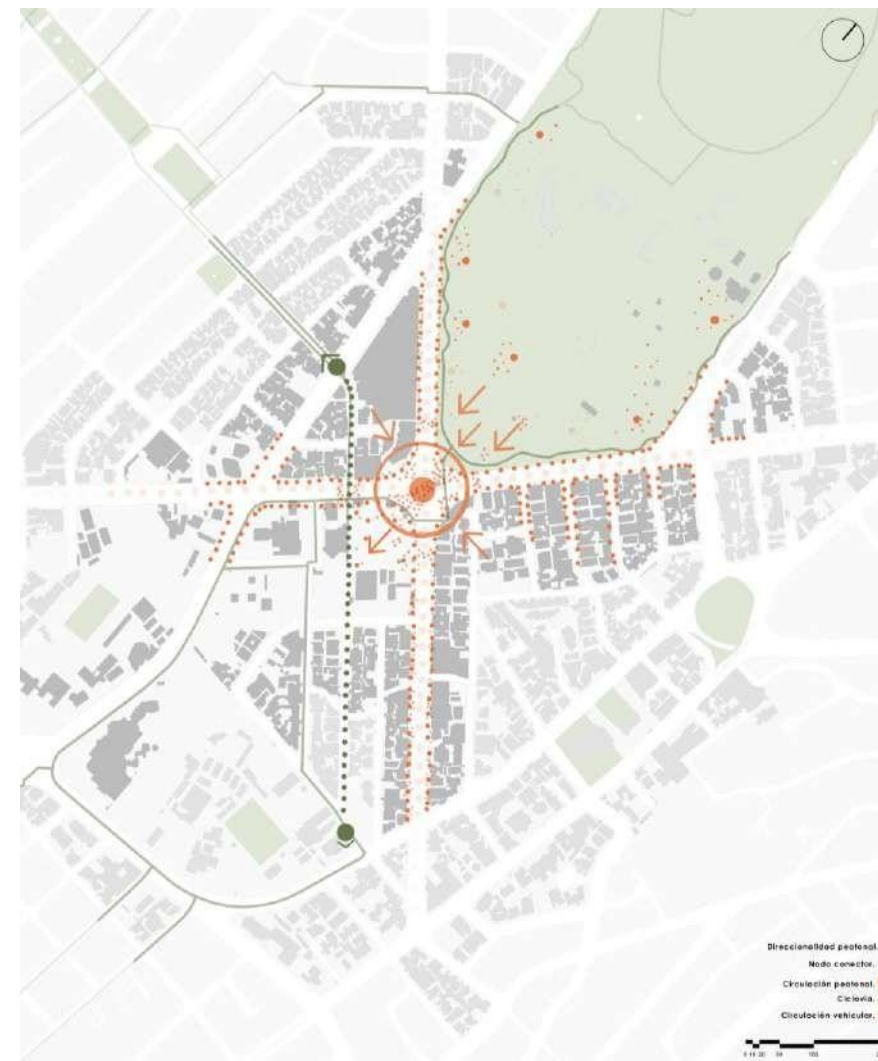 Direccionalidad peatonal.
Nodo conector.
Circulación peatonal.
Ciclovía.
Circulación vehicular.